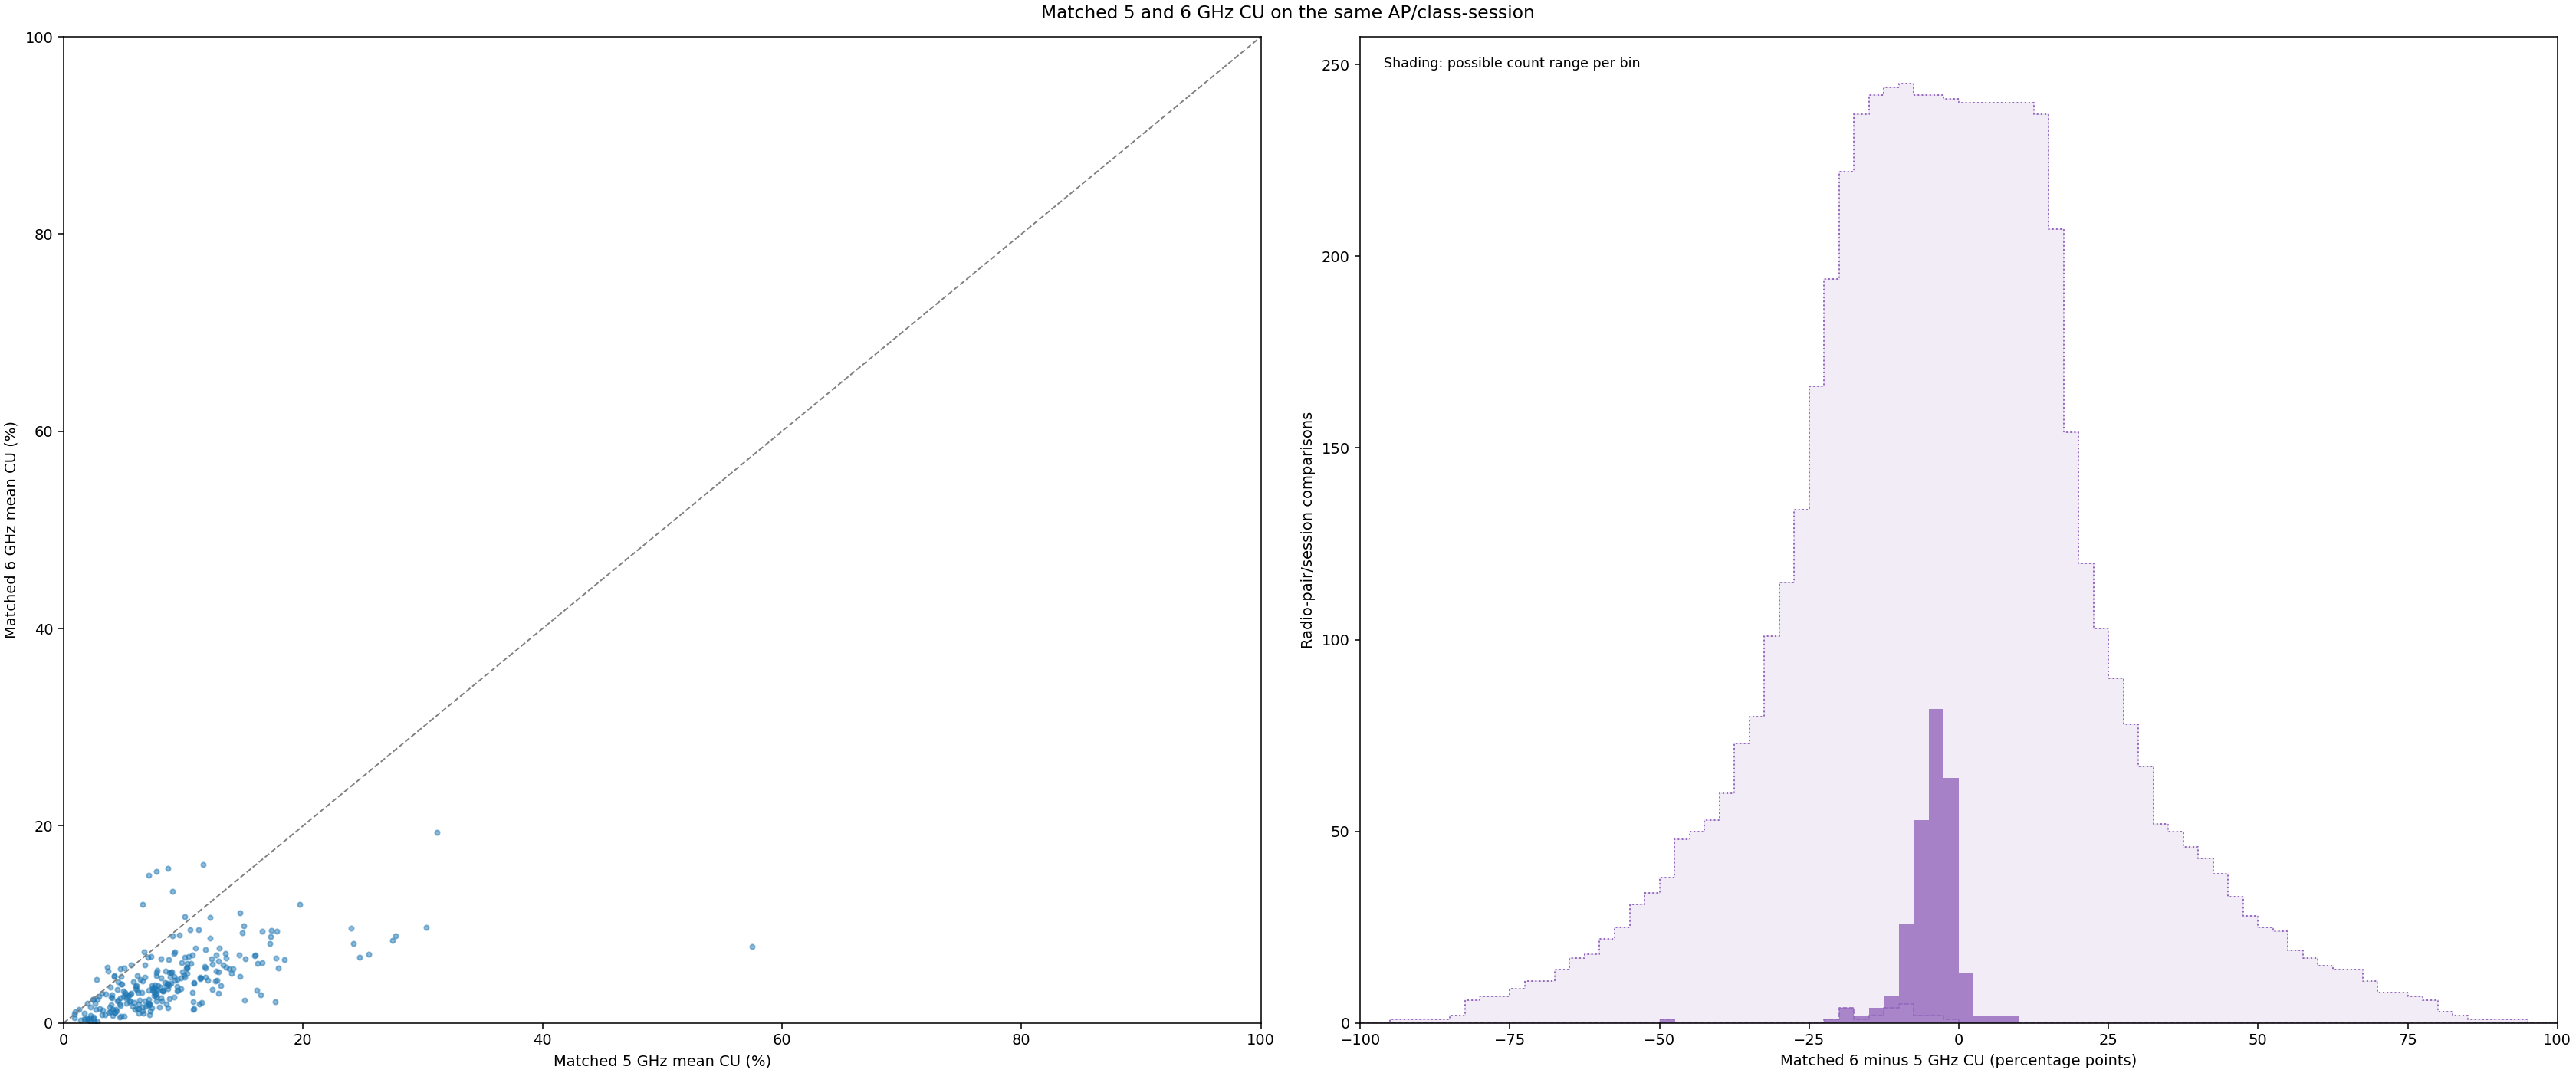 Matched 5 and 6 GHz CU on the same AP/class-session
100
80
60
40
20
0
Matched 6 GHz mean CU (%)
0 20 40 60 80 100
Matched 5 GHz mean CU (%)
Shading: possible count range per bin
250
200
150
100
50
0
Radio-pair/session comparisons
−100 −75 −50 −25 0 25 50 75 100
Matched 6 minus 5 GHz CU (percentage points)